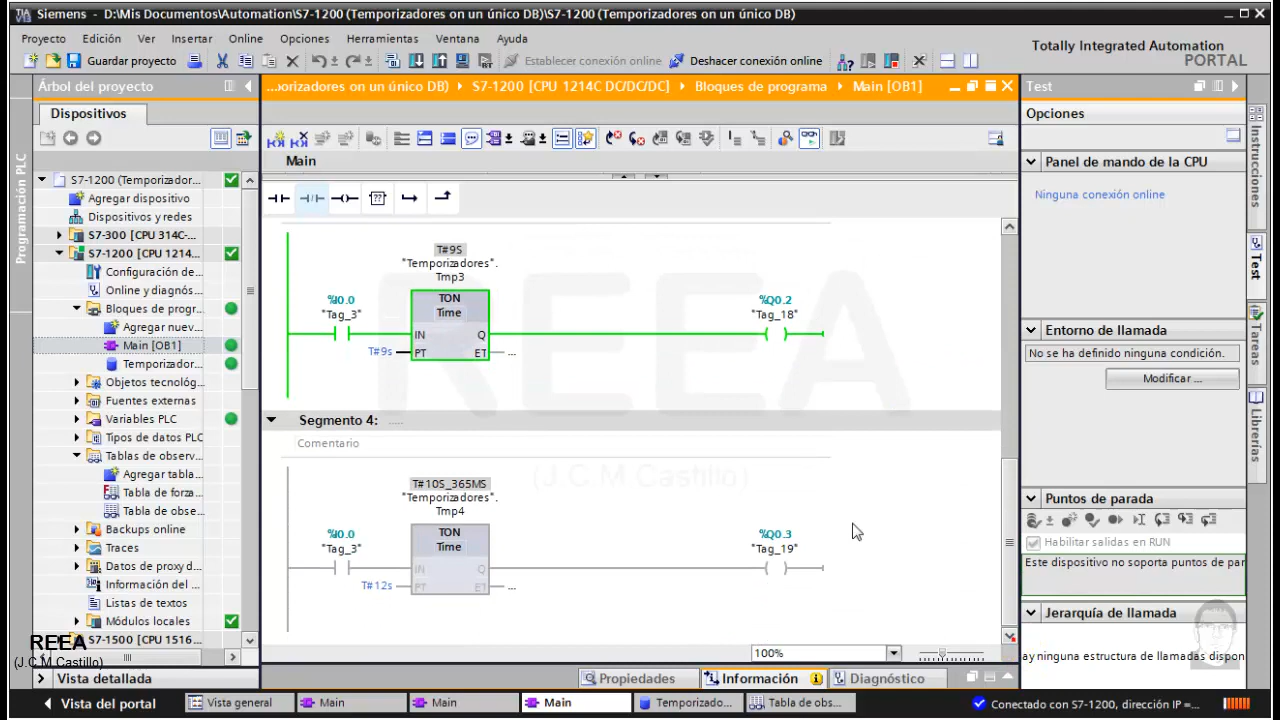 Siemens - D:\Mis Documentos\Automation\S7-1200 (Temporizadores on un único DB)\S7-1200 (Temporizadores on un único DB)
Proyecto Edición Ver Insertar Online Opciones Herramientas Ventana Ayuda
Totally Integrated Automation
PORTAL
Guardar proyecto
Establecer conexión online
Deshacer conexión online
Árbol del proyecto
...porizadores on un único DB) S7-1200 [CPU 1214C DC/DC/DC] Bloques de programa Main [OB1]
Test
Dispositivos
Opciones
Programación PLC
S7-1200 (Temporizador...
Agregar dispositivo
Dispositivos y redes
S7-300 [CPU 314C-...
S7-1200 [CPU 1214...
Configuración de...
Online y diagnós...
Bloques de progr...
Agregar nuev...
Main [OB1]
Temporizador...
Objetos tecnológ...
Fuentes externas
Variables PLC
Tipos de datos PLC
Tablas de observ...
Agregar tabla...
Tabla de forza...
Tabla de obse...
Backups online
Traces
Datos de proxy d...
Información del ...
Listas de textos
Módulos locales
S7-1500 [CPU 1516...
REEA
(J.C.M Castillo)
Vista detallada
Main
??
T#9S
"Temporizadores".
Tmp3
%I0.0
"Tag_3"
TON
Time
IN Q
T#9s PT ET ...
%Q0.2
"Tag_18"
REEA
(J.C.M Castillo)
Segmento 4: .....
Comentario
T#10S_365MS
"Temporizadores".
Tmp4
%I0.0
"Tag_3"
TON
Time
IN Q
T#12s PT ET ...
%Q0.3
"Tag_19"
100%
Propiedades
Información
Diagnóstico
Panel de mando de la CPU
Ninguna conexión online
Entorno de llamada
No se ha definido ninguna condición.
Modificar ...
Puntos de parada
Habilitar salidas en RUN
Este dispositivo no soporta puntos de par
Jerarquía de llamada
ay ninguna estructura de llamadas dispon
Instrucciones
Test
Tareas
Librerías
Vista del portal
Vista general
Main
Main
Main
Temporizado...
Tabla de obs...
Conectado con S7-1200, dirección IP =...